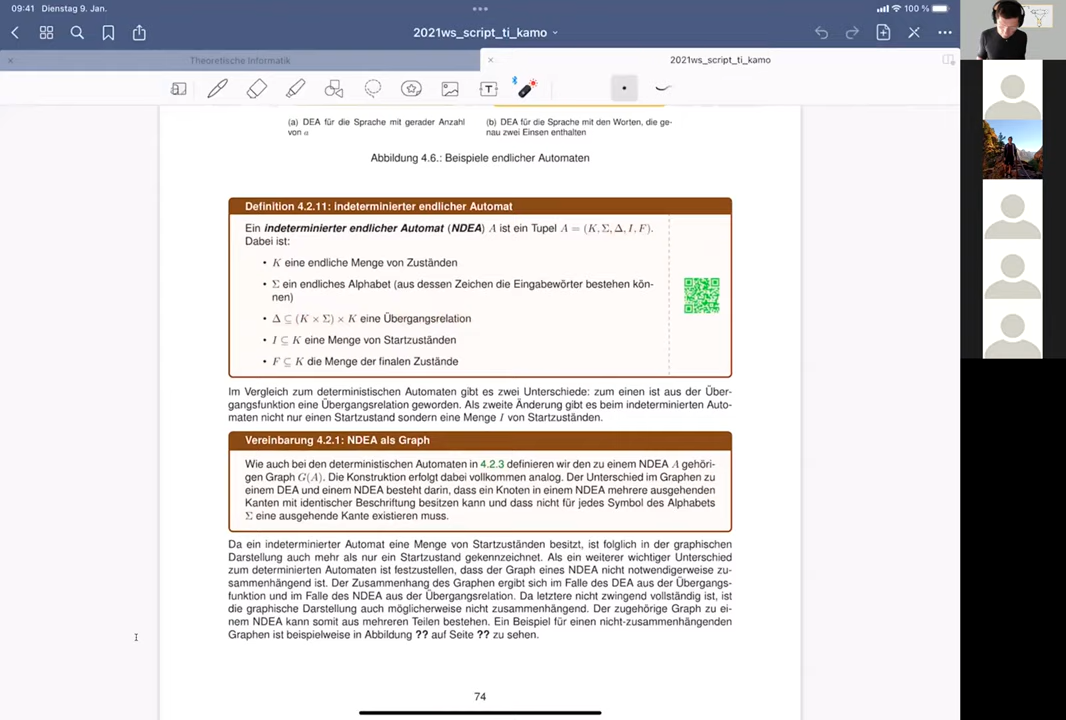 09:41 Dienstag 9. Jan.
100 %
2021ws_script_ti_kamo
Theoretische Informatik
2021ws_script_ti_kamo
(a) DEA für die Sprache mit gerader Anzahl
von a
(b) DEA für die Sprache mit den Worten, die ge-
nau zwei Einsen enthalten
Abbildung 4.6.: Beispiele endlicher Automaten
Definition 4.2.11: Indeterminierter endlicher Automat
Ein indeterminierter endlicher Automat (NDEA) A ist ein Tupel A = (K, Σ, Δ, I, F).
Dabei ist:
• K eine endliche Menge von Zuständen
• Σ ein endliches Alphabet (aus dessen Zeichen die Eingabewörter bestehen kön-
nen)
• Δ ⊆ (K × Σ) × K eine Übergangsrelation
• I ⊆ K eine Menge von Startzuständen
• F ⊆ K die Menge der finalen Zustände
Im Vergleich zum deterministischen Automaten gibt es zwei Unterschiede: zum einen ist aus der Über-
gangsfunktion eine Übergangsrelation geworden. Als zweite Änderung gibt es beim indeterminierten Auto-
maten nicht nur einen Startzustand sondern eine Menge I von Startzuständen.
Vereinbarung 4.2.1: NDEA als Graph
Wie auch bei den deterministischen Automaten in 4.2.3 definieren wir den zu einem NDEA A gehöri-
gen Graph G(A). Die Konstruktion erfolgt dabei vollkommen analog. Der Unterschied im Graphen zu
einem DEA und einem NDEA besteht darin, dass ein Knoten in einem NDEA mehrere ausgehenden
Kanten mit identischer Beschriftung besitzen kann und dass nicht für jedes Symbol des Alphabets
Σ eine ausgehende Kante existieren muss.
Da ein indeterminierter Automat eine Menge von Startzuständen besitzt, ist folglich in der graphischen
Darstellung auch mehr als nur ein Startzustand gekennzeichnet. Als ein weiterer wichtiger Unterschied
zum determinierten Automaten ist festzustellen, dass der Graph eines NDEA nicht notwendigerweise zu-
sammenhängend ist. Der Zusammenhang des Graphen ergibt sich im Falle des DEA aus der Übergangs-
funktion und im Falle des NDEA aus der Übergangsrelation. Da letztere nicht zwingend vollständig ist, ist
die graphische Darstellung auch möglicherweise nicht zusammenhängend. Der zugehörige Graph zu ei-
nem NDEA kann somit aus mehreren Teilen bestehen. Ein Beispiel für einen nicht-zusammenhängenden
Graphen ist beispielweise in Abbildung ?? auf Seite ?? zu sehen.
74